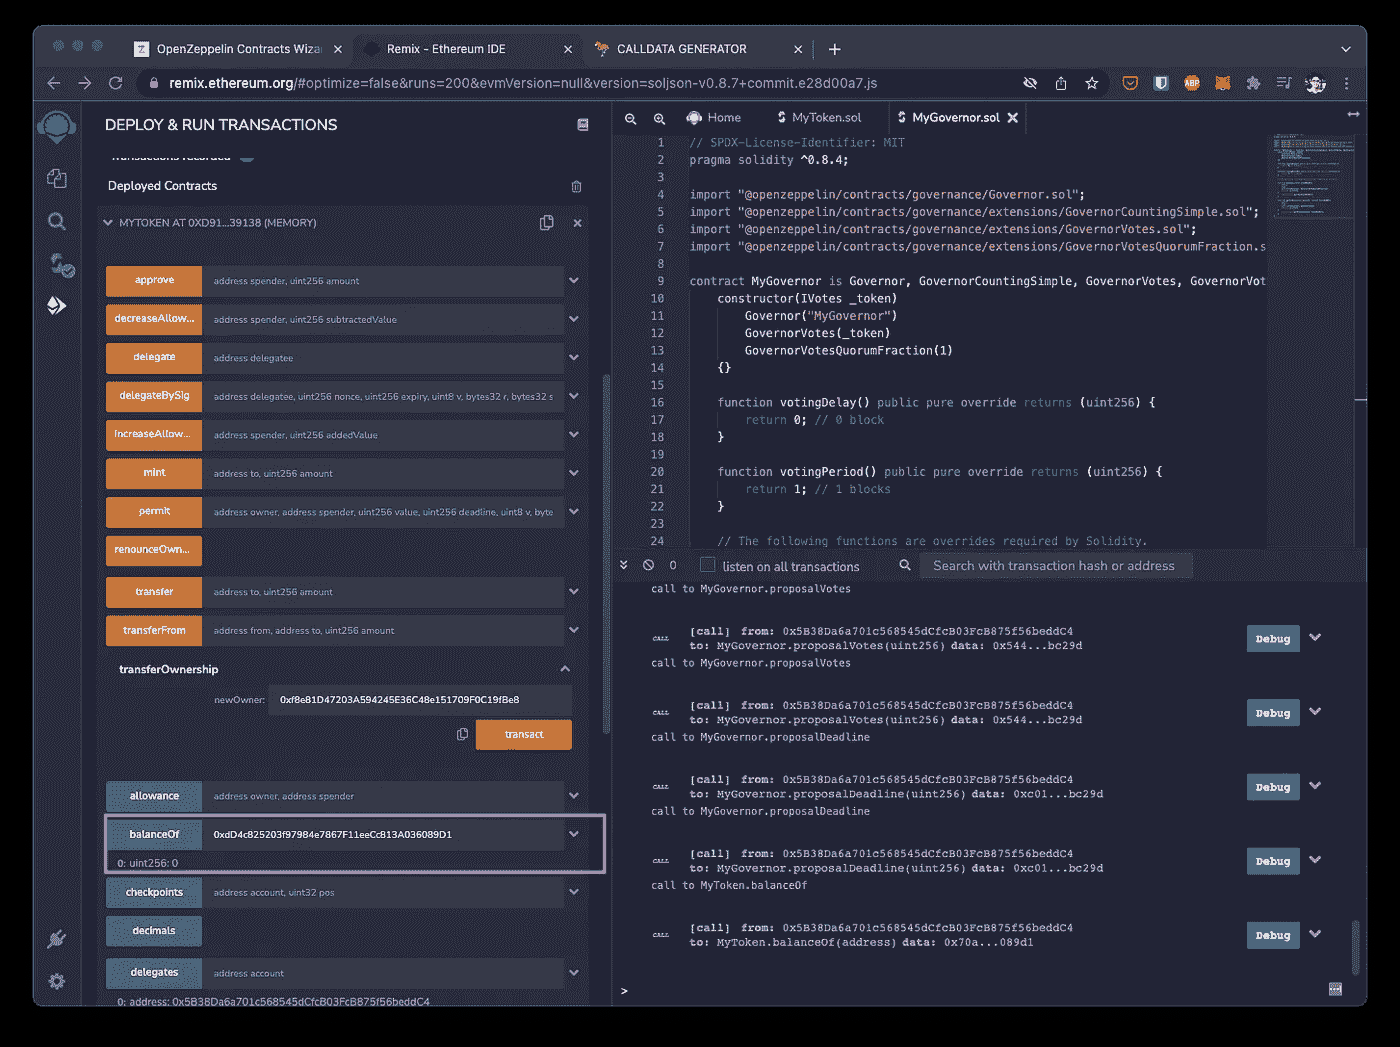 OpenZeppelin Contracts Wiza
Remix - Ethereum IDE
CALLDATA GENERATOR
remix.ethereum.org/#optimize=false&runs=200&evmVersion=null&version=soljson-v0.8.7+commit.e28d00a7.js
ABP
DEPLOY & RUN TRANSACTIONS
Transactions recorded
Deployed Contracts
MYTOKEN AT 0XD91...39138 (MEMORY)
approve address spender, uint256 amount
decreaseAllow... address spender, uint256 subtractedValue
delegate address delegatee
delegateBySig address delegatee, uint256 nonce, uint256 expiry, uint8 v, bytes32 r, bytes32 s
increaseAllow... address spender, uint256 addedValue
mint address to, uint256 amount
permit address owner, address spender, uint256 value, uint256 deadline, uint8 v, byte
renounceOwn...
transfer address to, uint256 amount
transferFrom address from, address to, uint256 amount
transferOwnership
newOwner: 0xf8e81D47203A594245E36C48e151709F0C19fBe8
transact
allowance address owner, address spender
balanceOf 0xdD4c825203f97984e7867F11eeCc813A036089D1
0: uint256: 0
checkpoints address account, uint32 pos
decimals
delegates address account
0: address: 0x5B38Da6a701c568545dCfcB03FcB875f56beddC4
Home
MyToken.sol
MyGovernor.sol
1 // SPDX-License-Identifier: MIT
2 pragma solidity ^0.8.4;
3
4 import "@openzeppelin/contracts/governance/Governor.sol";
5 import "@openzeppelin/contracts/governance/extensions/GovernorCountingSimple.sol";
6 import "@openzeppelin/contracts/governance/extensions/GovernorVotes.sol";
7 import "@openzeppelin/contracts/governance/extensions/GovernorVotesQuorumFraction.s
8
9 contract MyGovernor is Governor, GovernorCountingSimple, GovernorVotes, GovernorVot
10 constructor(IVotes _token)
11 Governor("MyGovernor")
12 GovernorVotes(_token)
13 GovernorVotesQuorumFraction(1)
14 {}
15
16 function votingDelay() public pure override returns (uint256) {
17 return 0; // 0 block
18 }
19
20 function votingPeriod() public pure override returns (uint256) {
21 return 1; // 1 blocks
22 }
23
24 // The following functions are overrides required by Solidity.
0 listen on all transactions Search with transaction hash or address
call to MyGovernor.proposalVotes
CALL [call] from: 0x5B38Da6a701c568545dCfcB03FcB875f56beddC4
to: MyGovernor.proposalVotes(uint256) data: 0x544...bc29d
Debug
call to MyGovernor.proposalVotes
CALL [call] from: 0x5B38Da6a701c568545dCfcB03FcB875f56beddC4
to: MyGovernor.proposalVotes(uint256) data: 0x544...bc29d
Debug
call to MyGovernor.proposalDeadline
CALL [call] from: 0x5B38Da6a701c568545dCfcB03FcB875f56beddC4
to: MyGovernor.proposalDeadline(uint256) data: 0xc01...bc29d
Debug
call to MyGovernor.proposalDeadline
CALL [call] from: 0x5B38Da6a701c568545dCfcB03FcB875f56beddC4
to: MyGovernor.proposalDeadline(uint256) data: 0xc01...bc29d
Debug
call to MyToken.balanceOf
CALL [call] from: 0x5B38Da6a701c568545dCfcB03FcB875f56beddC4
to: MyToken.balanceOf(address) data: 0x70a...089d1
Debug
>